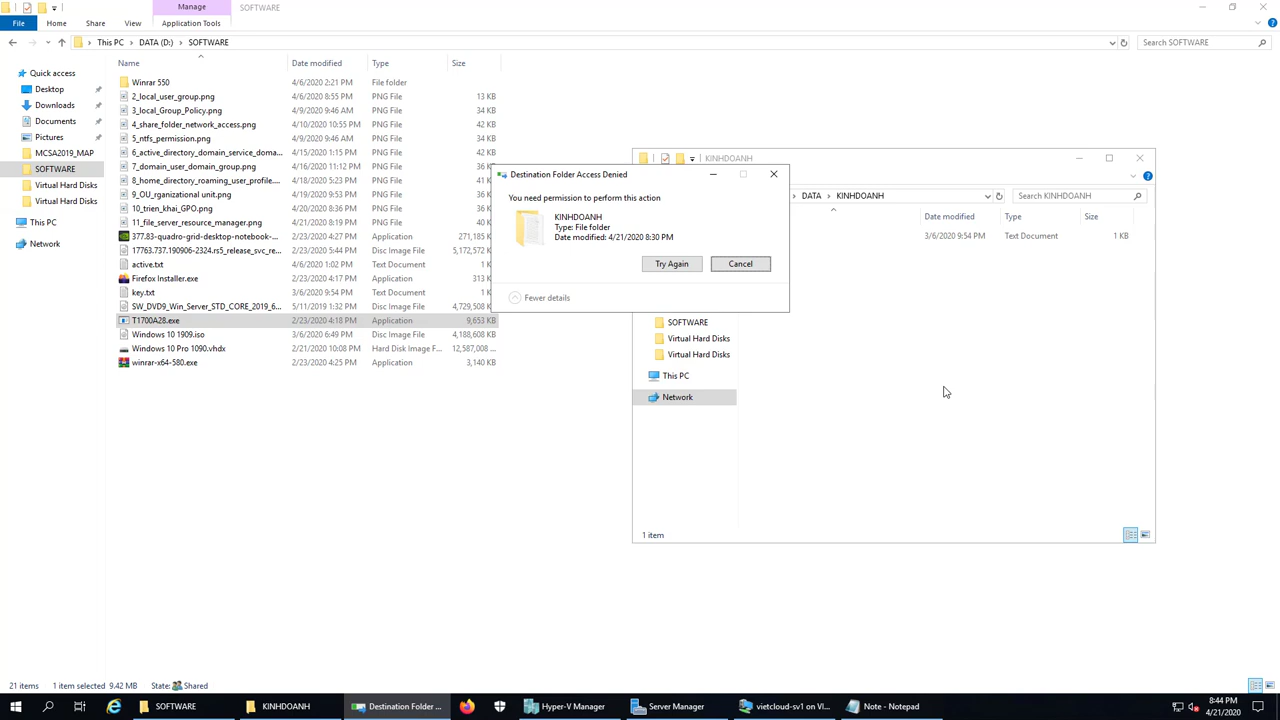 Manage
SOFTWARE
File
Home
Share
View
Application Tools
This PC
DATA (D:)
SOFTWARE
Search SOFTWARE
Name
Date modified
Type
Size
Quick access
Desktop
Downloads
Documents
Pictures
MCSA2019_MAP
SOFTWARE
Virtual Hard Disks
Virtual Hard Disks
This PC
Network
Winrar 550 4/6/2020 2:21 PM File folder
2_local_user_group.png 4/6/2020 8:55 PM PNG File 13 KB
3_local_Group_Policy.png 4/9/2020 9:46 AM PNG File 34 KB
4_share_folder_network_access.png 4/10/2020 10:55 PM PNG File 42 KB
5_ntfs_permission.png 4/9/2020 9:46 AM PNG File 34 KB
6_active_directory_domain_service_doma... 4/15/2020 1:15 PM PNG File 42 KB
7_domain_user_domain_group.png 4/16/2020 11:12 PM PNG File 36 K
8_home_directory_roaming_user_profile.... 4/18/2020 5:23 PM PNG File 41 K
9_OU_rganizational unit.png 4/19/2020 9:40 PM PNG File 36 K
10_trien_khai_GPO.png 4/20/2020 8:36 PM PNG File 36 K
11_file_server_resource_manager.png 4/21/2020 8:19 PM PNG File 40 K
377.83-quadro-grid-desktop-notebook-... 2/23/2020 4:27 PM Application 271,185 K
17763.737.190906-2324.rs5_release_svc_re... 2/23/2020 5:44 PM Disc Image File 5,172,572 K
active.txt 4/6/2020 1:02 PM Text Document 1 K
Firefox Installer.exe 2/23/2020 4:17 PM Application 313 K
key.txt 2/23/2020 4:39 PM Text Document 1 K
SW_DVD9_Win_Server_STD_CORE_2019_6... 5/11/2019 1:32 PM Disc Image File 4,729,508 K
T1700A28.exe 2/23/2020 4:18 PM Application 9,653 KB
Windows 10 1909.iso 3/6/2020 6:49 PM Disc Image File 4,188,608 KB
Windows 10 Pro 1090.vhdx 2/21/2020 10:08 PM Hard Disk Image F... 12,587,008 ...
winrar-x64-580.exe 2/23/2020 4:25 PM Application 3,140 KB
KINHDOANH
DATA
KINHDOANH
Search KINHDOANH
Date modified
Type
Size
3/6/2020 9:54 PM Text Document 1 KB
Destination Folder Access Denied
You need permission to perform this action
KINHDOANH
Type: File folder
Date modified: 4/21/2020 8:30 PM
Try Again
Cancel
Fewer details
SOFTWARE
Virtual Hard Disks
Virtual Hard Disks
This PC
Network
1 item
21 items
1 item selected 9.42 MB
State: Shared
SOFTWARE
KINHDOANH
Destination Folder ...
Hyper-V Manager
Server Manager
vietcloud-sv1 on VI...
Note - Notepad
8:44 PM
4/21/2020